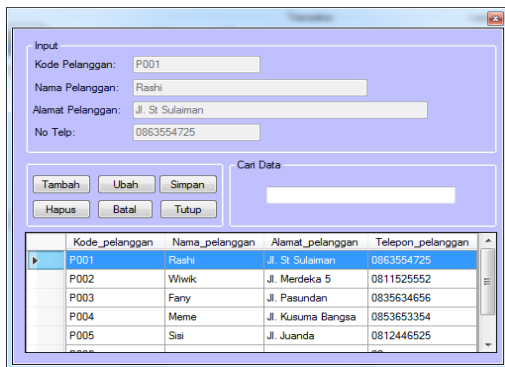 Input
Kode Pelanggan: P001
Nama Pelanggan: Rashi
Alamat Pelanggan: Jl. St Sulaiman
No Telp: 0863554725
Cari Data
Tambah Ubah Simpan
Hapus Batal Tutup
Kode_pelanggan Nama_pelanggan Alamat_pelanggan Telepon_pelanggan
P001 Rashi Jl. St Sulaiman 0863554725
P002 Wiwik Jl. Merdeka 5 0811525552
P003 Fany Jl. Pasundan 0835634656
P004 Meme Jl. Kusuma Bangsa 0853653354
P005 Sisi Jl. Juanda 0812446525